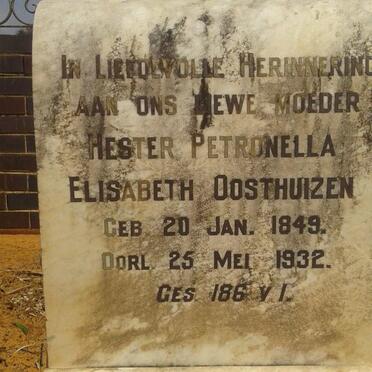 IN LIEFDEVOLLE HERINNERING
AAN ONS LIEWE MOEDER
HESTER PETRONELLA
ELISABETH OOSTHUIZEN
GEB 20 JAN. 1849.
OORL 25 MEI 1932.
GES 186 V 1.